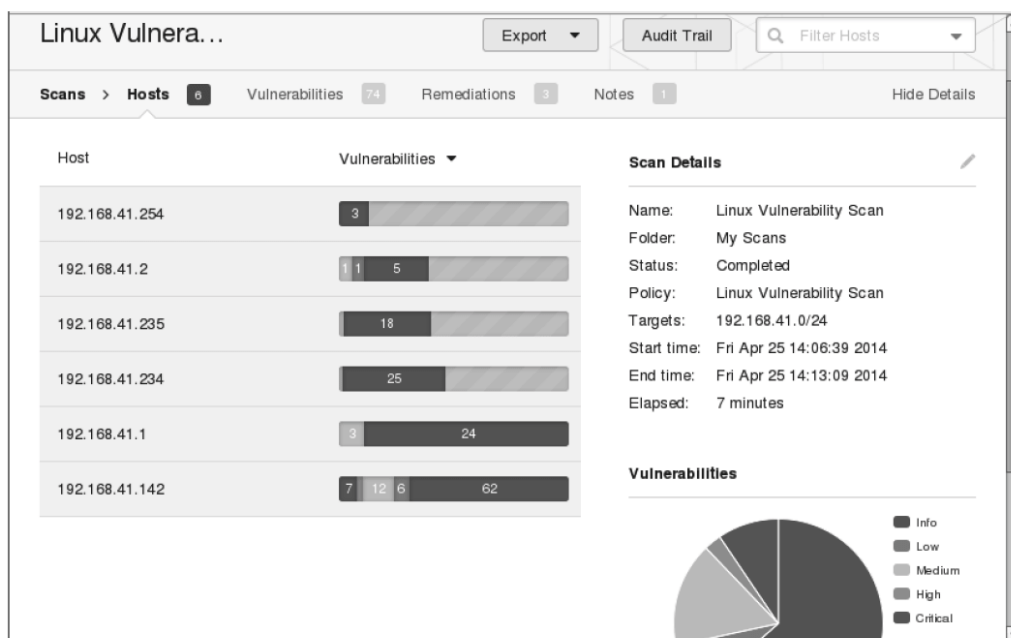 Linux Vulnera...
Export
Audit Trail
Filter Hosts
Scans > Hosts 6
Vulnerabilities 74
Remediations 3
Notes 1
Hide Details
Host
Vulnerabilities
192.168.41.254
3
192.168.41.2
1 1 5
192.168.41.235
18
192.168.41.234
25
192.168.41.1
3 24
192.168.41.142
7 12 6 62
Scan Details
Name: Linux Vulnerability Scan
Folder: My Scans
Status: Completed
Policy: Linux Vulnerability Scan
Targets: 192.168.41.0/24
Start time: Fri Apr 25 14:06:39 2014
End time: Fri Apr 25 14:13:09 2014
Elapsed: 7 minutes
Vulnerabilities
Info
Low
Medium
High
Critical